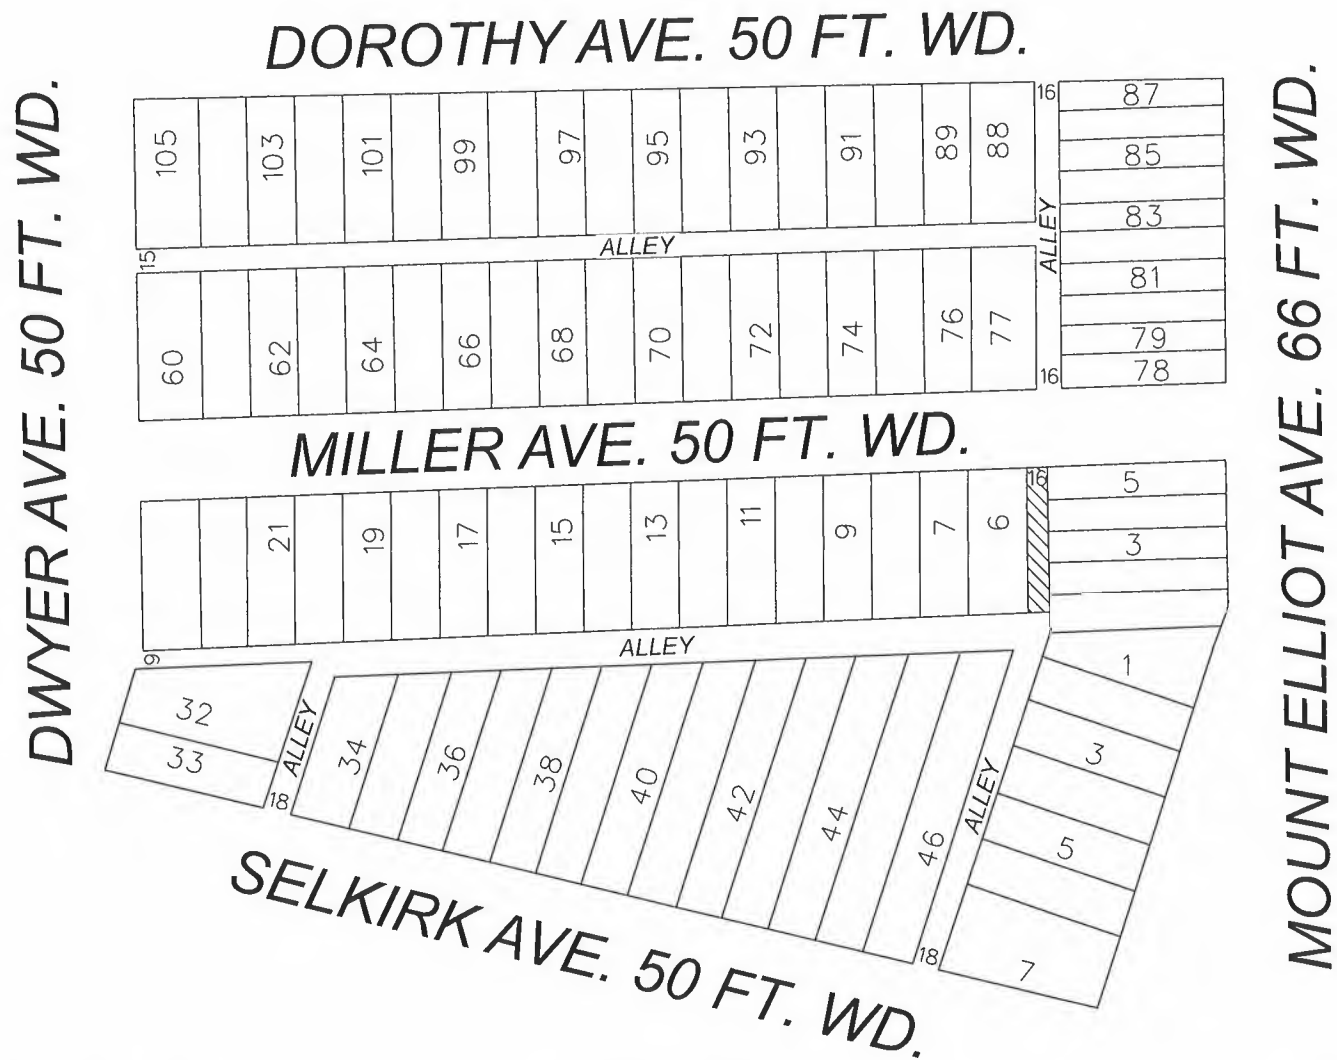 DOROTHY AVE. 50 FT. WD.
DWYER AVE. 50 FT. WD.
MOUNT ELLIOT AVE. 66 FT. WD.
105 103 101 99 97 95 93 91 89 88 16 87
85
83
81
79
78
ALLEY
15 ALLEY
60 62 64 66 68 70 72 74 76 77 16
MILLER AVE. 50 FT. WD.
21 19 17 15 13 11 9 7 6 16 5
3
ALLEY
9
32
33
ALLEY
18
34 36 38 40 42 44 46
ALLEY
18
1
3
5
7
SELKIRK AVE. 50 FT. WD.